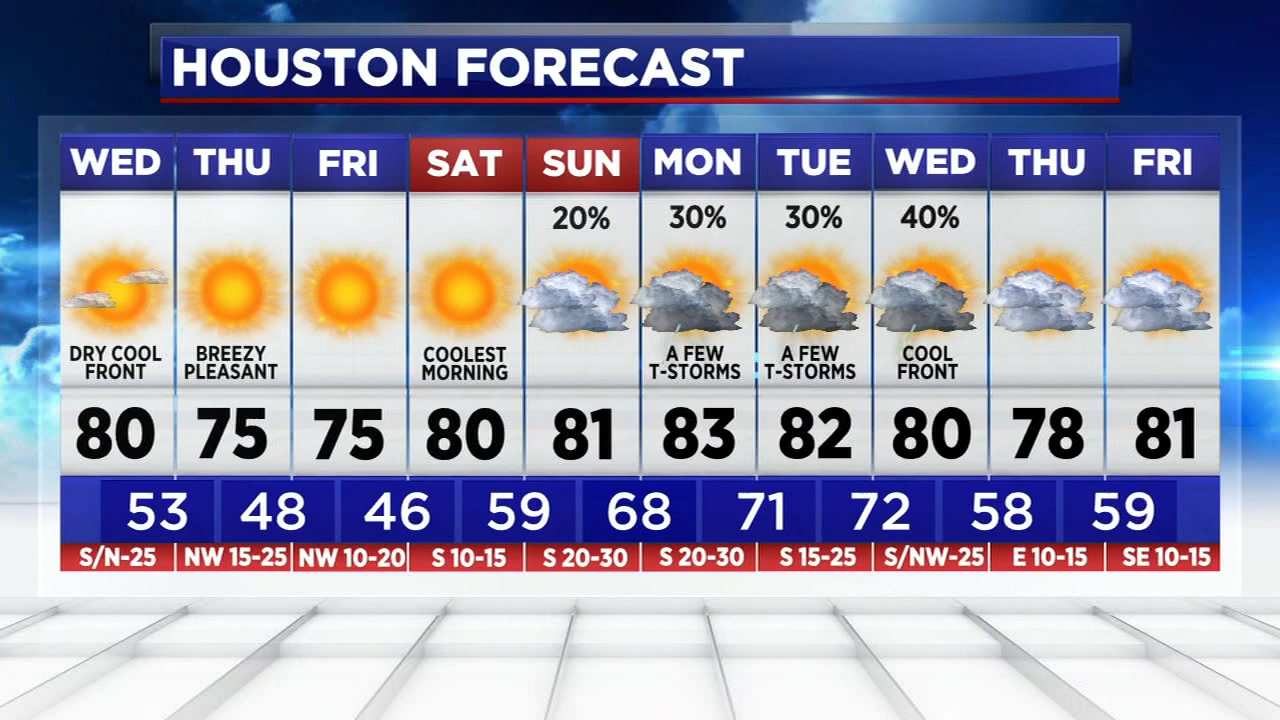 HOUSTON FORECAST
WED THU FRI SAT SUN MON TUE WED THU FRI
20% 30% 30% 40%
DRY COOL BREEZY COOLEST A FEW A FEW COOL
FRONT PLEASANT MORNING T-STORMS T-STORMS FRONT
80 75 75 80 81 83 82 80 78 81
53 48 46 59 68 71 72 58 59
S/N-25 NW 15-25 NW 10-20 S 10-15 S 20-30 S 20-30 S 15-25 S/NW-25 E 10-15 SE 10-15